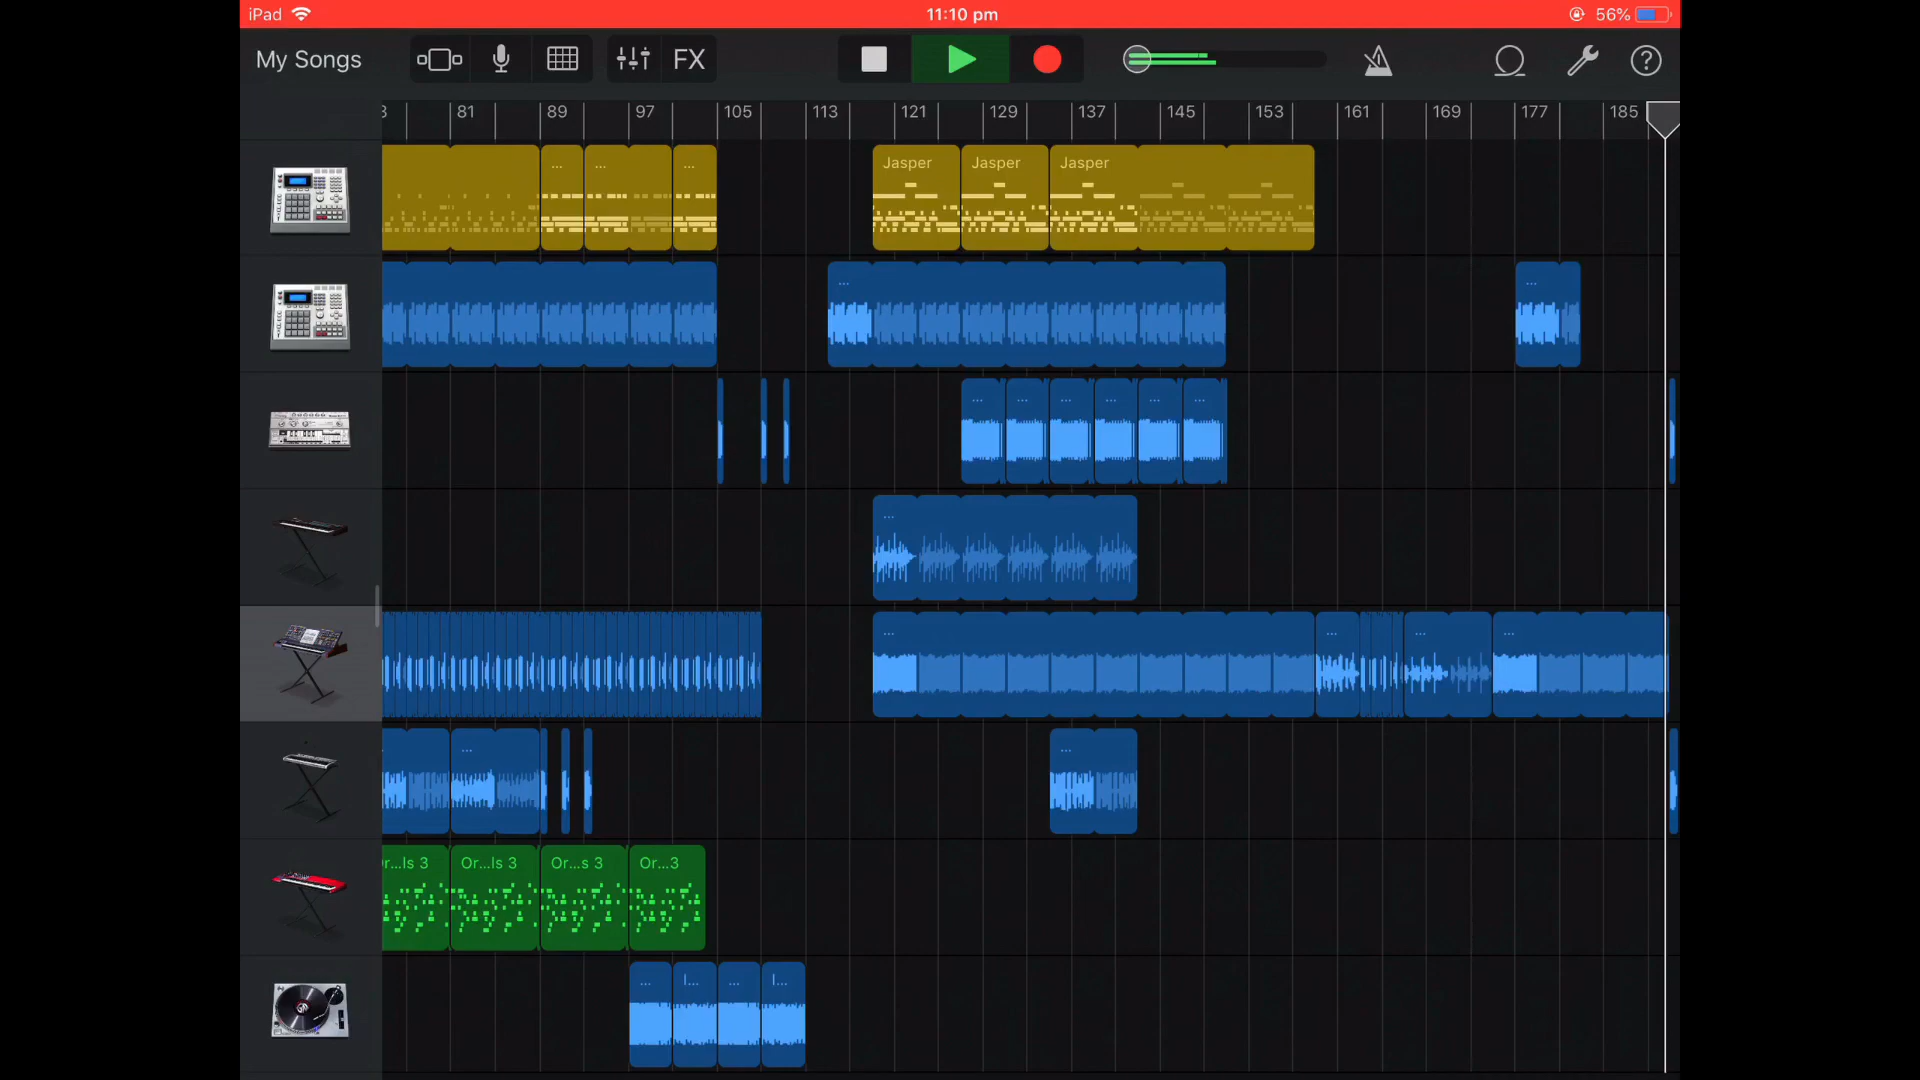 iPad 11:10 pm 56%
My Songs FX
81 89 97 105 113 121 129 137 145 153 161 169 177 185
... ... ... Jasper Jasper Jasper
... ...
... ... ... ... ... ...
...
... ... ... ...
... ...
Or...ls 3 Or...s 3 Or...3
... l... ... l...